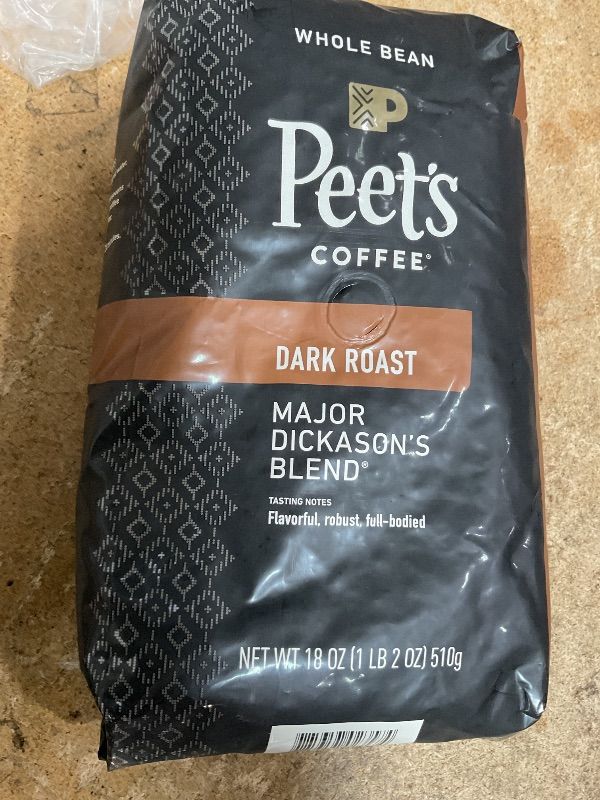 WHOLE BEAN
P
Peet's
COFFEE®
DARK ROAST
MAJOR
DICKASON'S
BLEND®
TASTING NOTES
Flavorful, robust, full-bodied
NET WT 18 OZ (1 LB 2 OZ) 510g